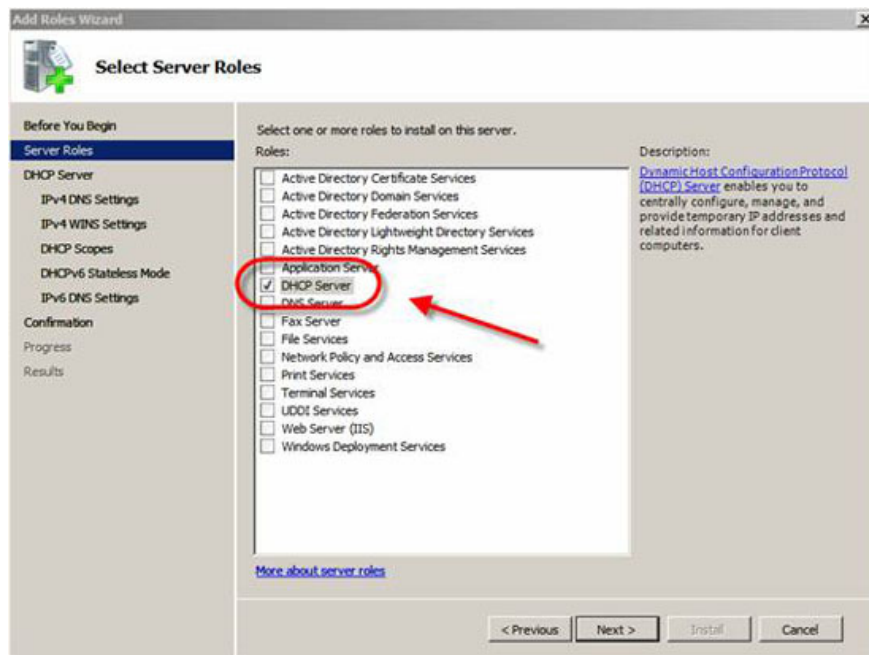 Add Roles Wizard
Select Server Roles
Before You Begin
Server Roles
DHCP Server
IPv4 DNS Settings
IPv4 WINS Settings
DHCP Scopes
DHCPv6 Stateless Mode
IPv6 DNS Settings
Confirmation
Progress
Results
Select one or more roles to install on this server.
Roles:
Active Directory Certificate Services
Active Directory Domain Services
Active Directory Federation Services
Active Directory Lightweight Directory Services
Active Directory Rights Management Services
Application Server
DHCP Server
DNS Server
Fax Server
File Services
Network Policy and Access Services
Print Services
Terminal Services
UDDI Services
Web Server (IIS)
Windows Deployment Services
More about server roles
Description:
Dynamic Host Configuration Protocol
(DHCP) Server enables you to
centrally configure, manage, and
provide temporary IP addresses and
related information for client
computers.
< Previous
Next >
Install
Cancel